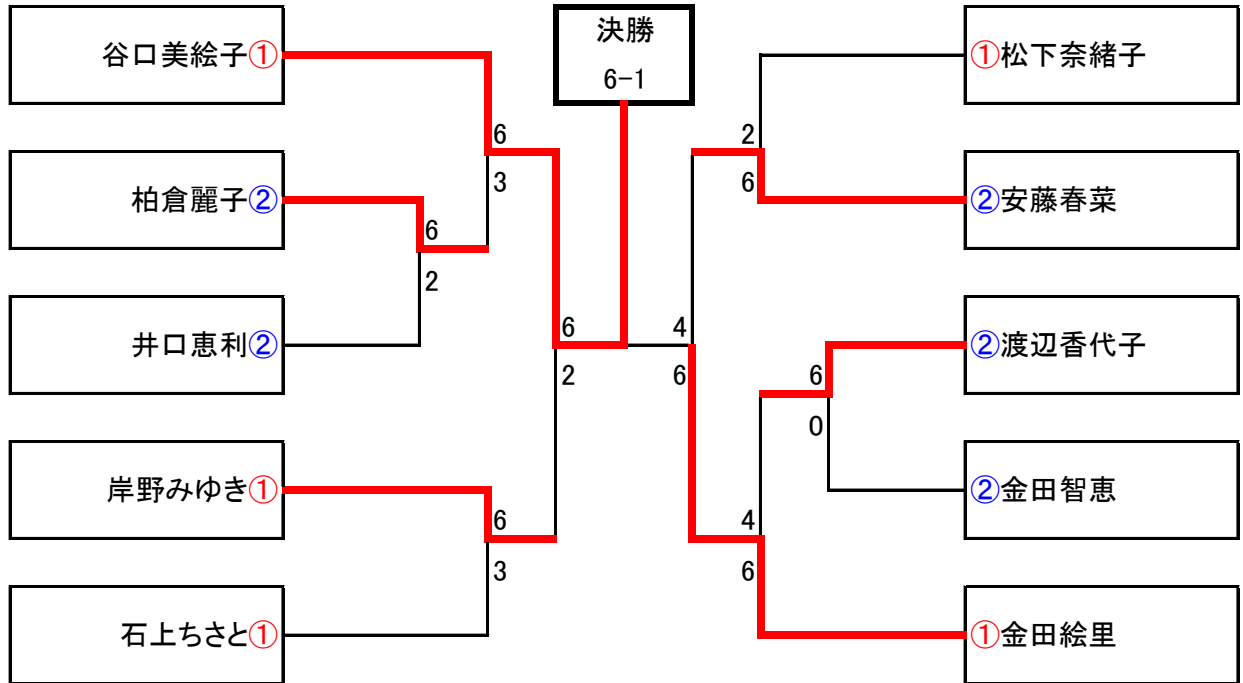 決勝
6-1
谷口美絵子①
柏倉麗子②
井口恵利②
岸野みゆき①
石上ちさと①
6
3
6
2
6
2
6
3
①松下奈緒子
②安藤春菜
②渡辺香代子
②金田智恵
①金田絵里
2
6
4
6
6
0
4
6